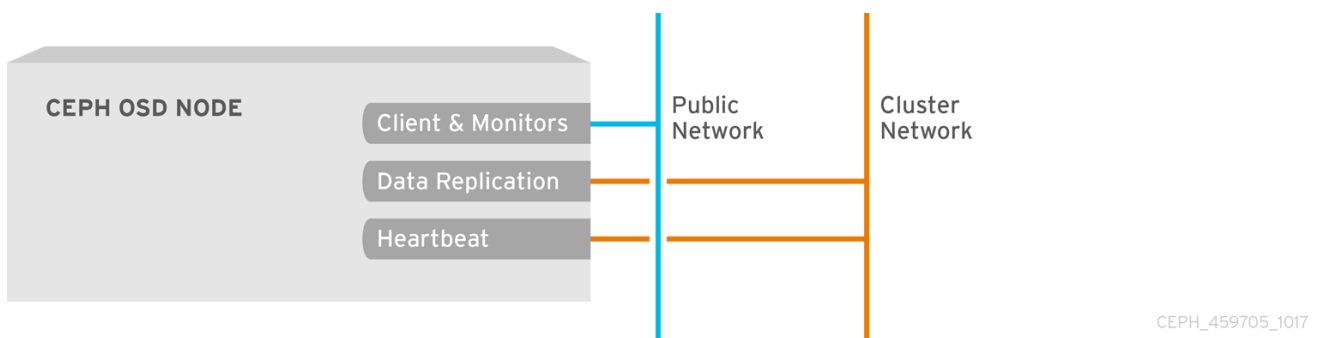 CEPH OSD NODE
Client & Monitors
Data Replication
Heartbeat
Public
Network
Cluster
Network
CEPH_459705_1017